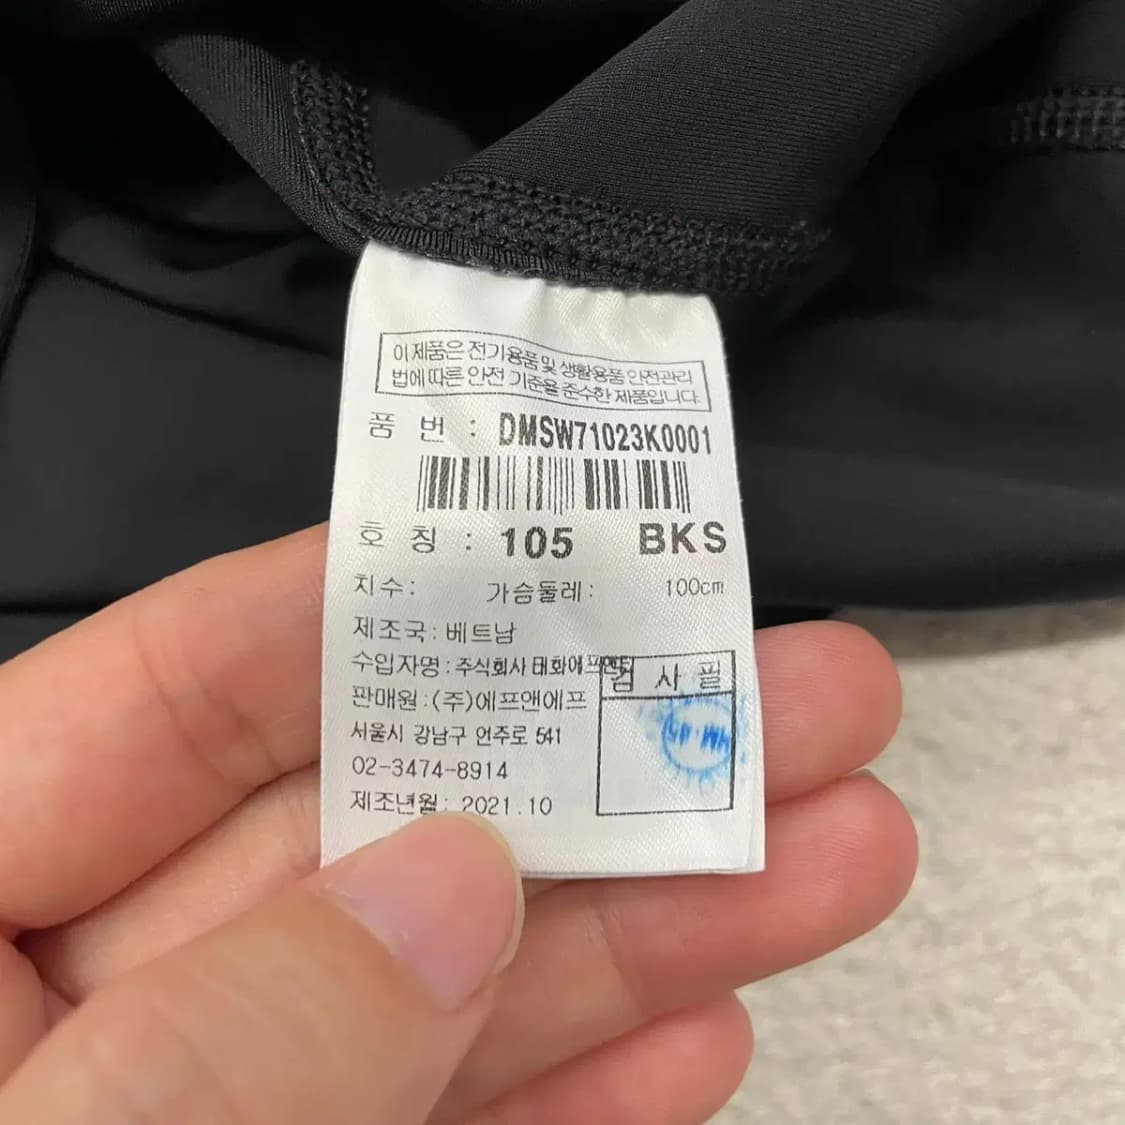 이 제품은 전기용품 및 생활용품 안전관리
법에 따른 안전 기준을 준수한 제품입니다.
품 번 : DMSW71023K0001
호 칭 : 105 BKS
치수: 가슴둘레: 100cm
제조국: 베트남
수입자명 : 주식회사 태화에프앤티
검 사 필
판매원 : (주)에프앤에프
서울시 강남구 언주로 541
02-3474-8914
제조년월: 2021.10